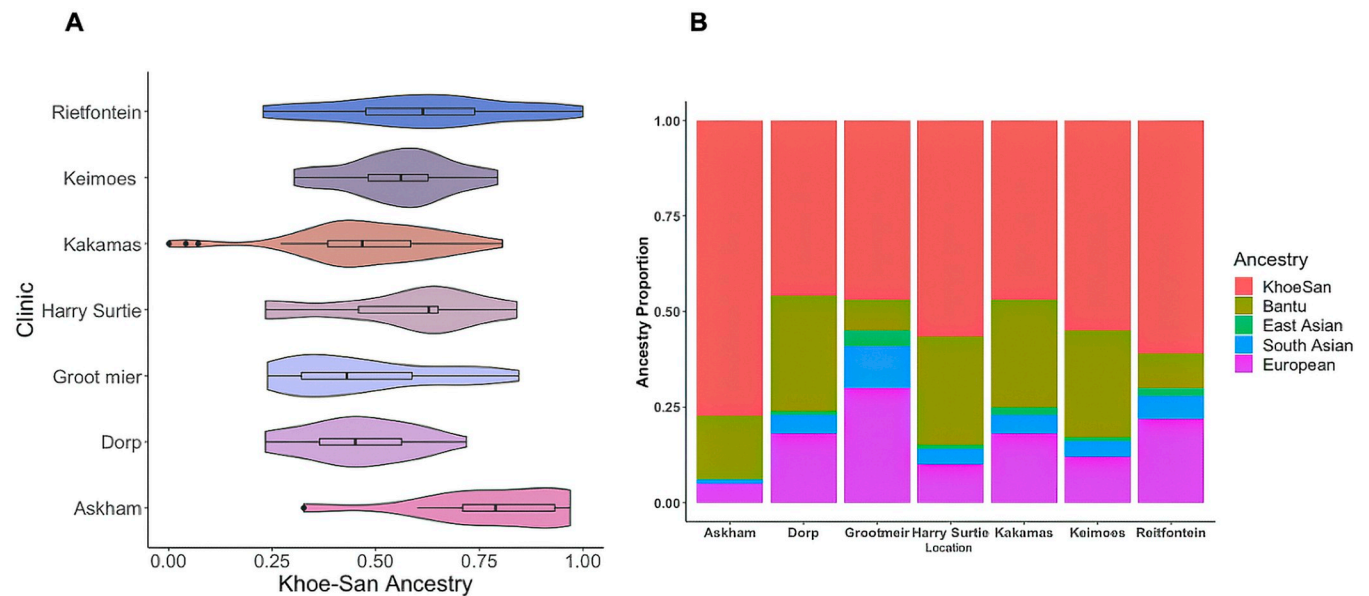 A
Clinic
Rietfontein
Keimoes
Kakamas
Harry Surtie
Groot mier
Dorp
Askham
0.00 0.25 0.50 0.75 1.00
Khoe-San Ancestry
B
Ancestry Proportion
1.00
0.75
0.50
0.25
0.00
Askham Dorp Grootmeir Harry Surtie Kakamas Keimoes Reitfontein
Location
Ancestry
KhoeSan
Bantu
East Asian
South Asian
European